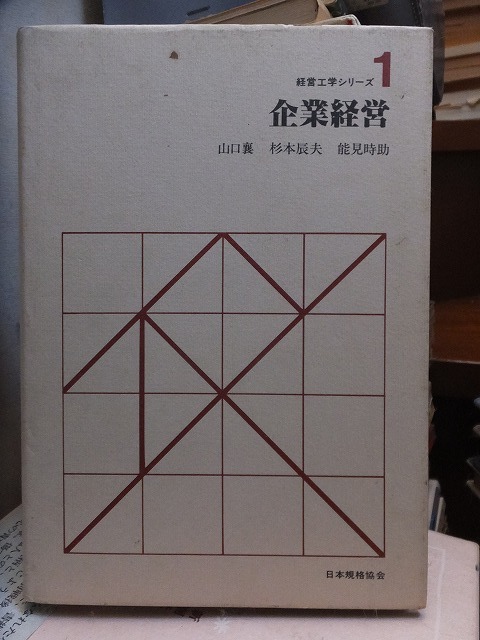 経営工学シリーズ 1
企業経営
山口襄 杉本辰夫 能見時助
日本規格協会